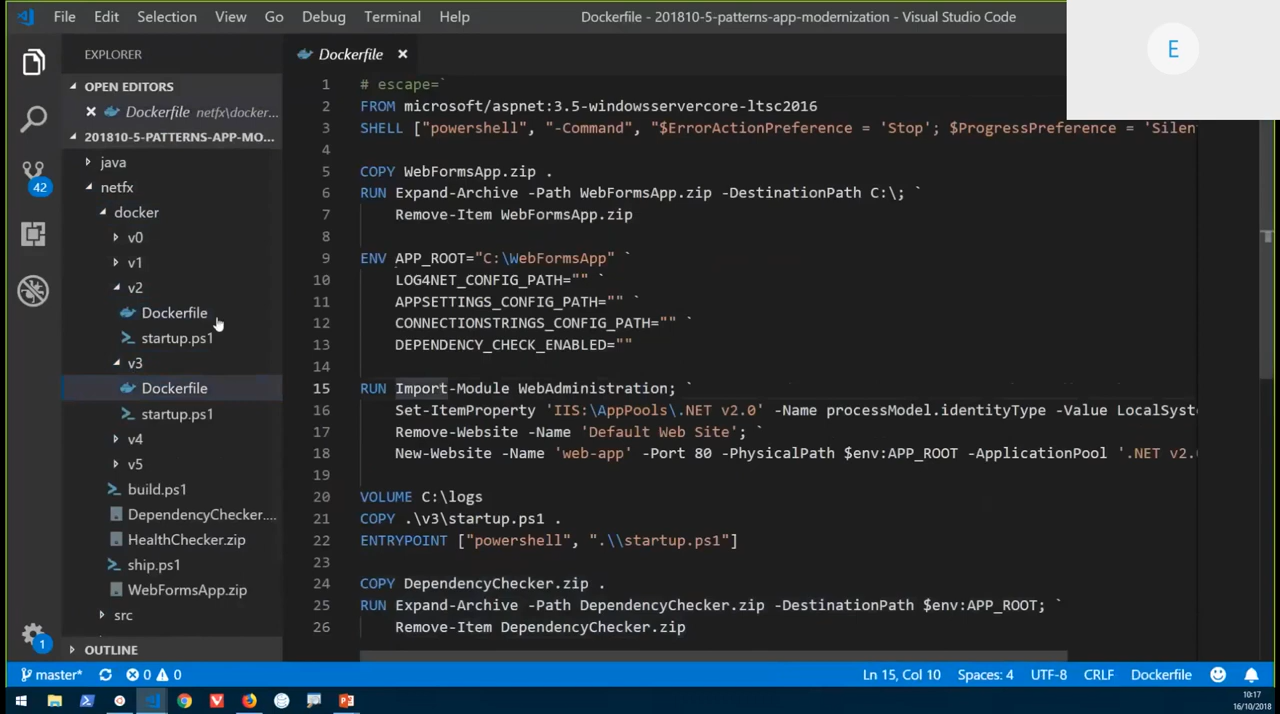 File Edit Selection View Go Debug Terminal Help
Dockerfile - 201810-5-patterns-app-modernization - Visual Studio Code
E
EXPLORER
OPEN EDITORS
Dockerfile netfx\docker...
201810-5-PATTERNS-APP-MO...
java
netfx
docker
v0
v1
v2
Dockerfile
startup.ps1
v3
Dockerfile
startup.ps1
v4
v5
build.ps1
DependencyChecker....
HealthChecker.zip
ship.ps1
WebFormsApp.zip
src
OUTLINE
42
1
Dockerfile
1 # escape=`
2 FROM microsoft/aspnet:3.5-windowsservercore-ltsc2016
3 SHELL ["powershell", "-Command", "$ErrorActionPreference = 'Stop'; $ProgressPreference = 'Silen
4
5 COPY WebFormsApp.zip .
6 RUN Expand-Archive -Path WebFormsApp.zip -DestinationPath C:\; `
7 Remove-Item WebFormsApp.zip
8
9 ENV APP_ROOT="C:\WebFormsApp" `
10 LOG4NET_CONFIG_PATH="" `
11 APPSETTINGS_CONFIG_PATH="" `
12 CONNECTIONSTRINGS_CONFIG_PATH="" `
13 DEPENDENCY_CHECK_ENABLED=""
14
15 RUN Import-Module WebAdministration; `
16 Set-ItemProperty 'IIS:\AppPools\.NET v2.0' -Name processModel.identityType -Value LocalSyst
17 Remove-Website -Name 'Default Web Site'; `
18 New-Website -Name 'web-app' -Port 80 -PhysicalPath $env:APP_ROOT -ApplicationPool '.NET v2.
19
20 VOLUME C:\logs
21 COPY .\v3\startup.ps1 .
22 ENTRYPOINT ["powershell", ".\\startup.ps1"]
23
24 COPY DependencyChecker.zip .
25 RUN Expand-Archive -Path DependencyChecker.zip -DestinationPath $env:APP_ROOT; `
26 Remove-Item DependencyChecker.zip
master* 0 0
Ln 15, Col 10 Spaces: 4 UTF-8 CRLF Dockerfile
10:17
16/10/2018